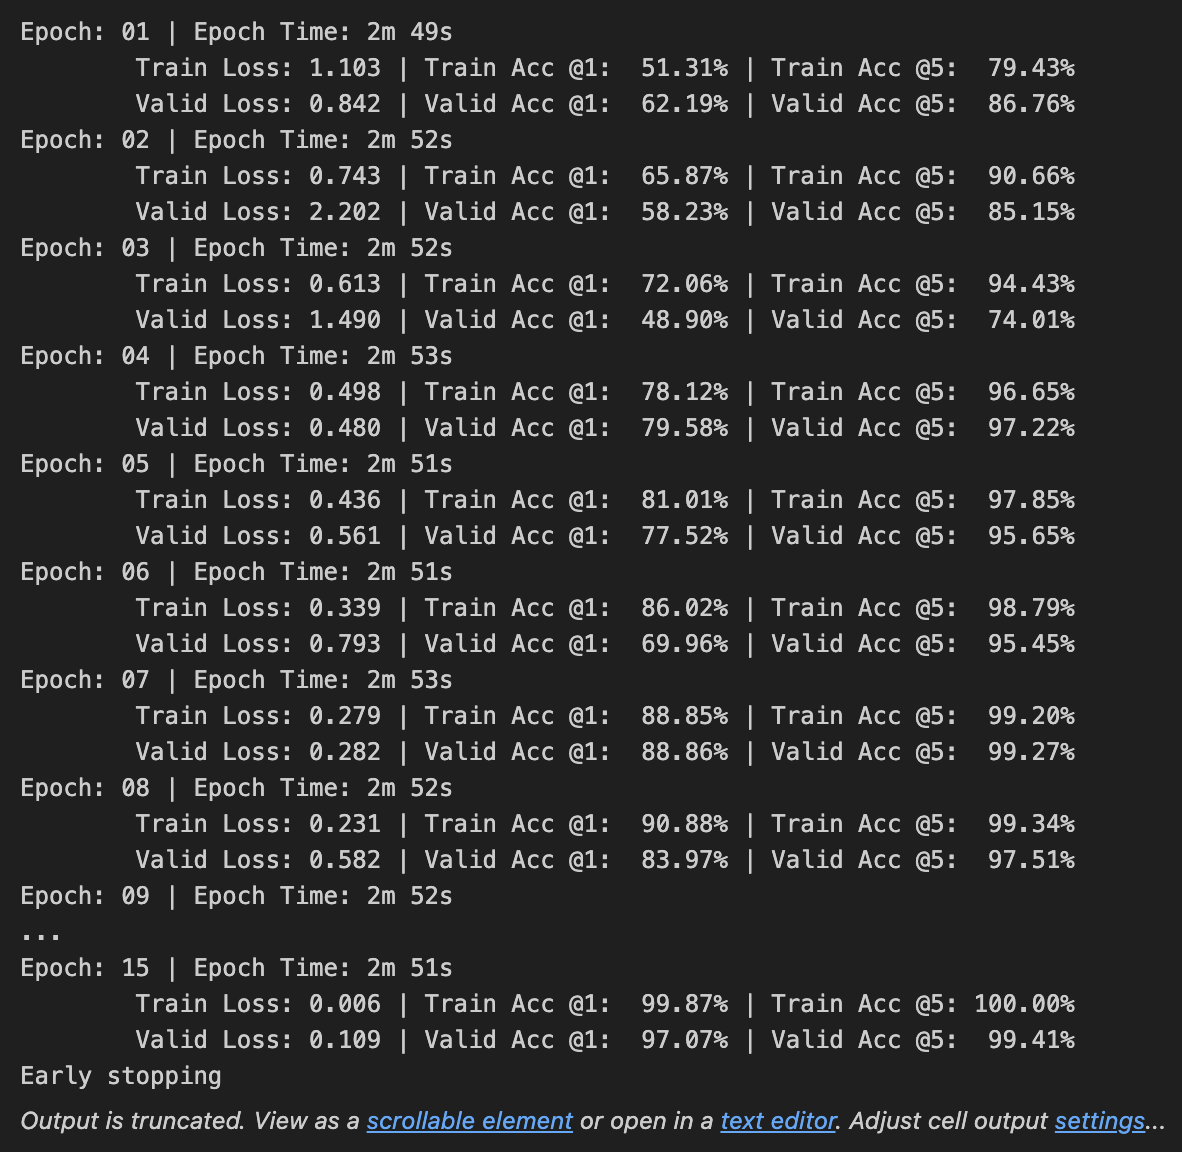 Epoch: 01 | Epoch Time: 2m 49s
Train Loss: 1.103 | Train Acc @1: 51.31% | Train Acc @5: 79.43%
Valid Loss: 0.842 | Valid Acc @1: 62.19% | Valid Acc @5: 86.76%
Epoch: 02 | Epoch Time: 2m 52s
Train Loss: 0.743 | Train Acc @1: 65.87% | Train Acc @5: 90.66%
Valid Loss: 2.202 | Valid Acc @1: 58.23% | Valid Acc @5: 85.15%
Epoch: 03 | Epoch Time: 2m 52s
Train Loss: 0.613 | Train Acc @1: 72.06% | Train Acc @5: 94.43%
Valid Loss: 1.490 | Valid Acc @1: 48.90% | Valid Acc @5: 74.01%
Epoch: 04 | Epoch Time: 2m 53s
Train Loss: 0.498 | Train Acc @1: 78.12% | Train Acc @5: 96.65%
Valid Loss: 0.480 | Valid Acc @1: 79.58% | Valid Acc @5: 97.22%
Epoch: 05 | Epoch Time: 2m 51s
Train Loss: 0.436 | Train Acc @1: 81.01% | Train Acc @5: 97.85%
Valid Loss: 0.561 | Valid Acc @1: 77.52% | Valid Acc @5: 95.65%
Epoch: 06 | Epoch Time: 2m 51s
Train Loss: 0.339 | Train Acc @1: 86.02% | Train Acc @5: 98.79%
Valid Loss: 0.793 | Valid Acc @1: 69.96% | Valid Acc @5: 95.45%
Epoch: 07 | Epoch Time: 2m 53s
Train Loss: 0.279 | Train Acc @1: 88.85% | Train Acc @5: 99.20%
Valid Loss: 0.282 | Valid Acc @1: 88.86% | Valid Acc @5: 99.27%
Epoch: 08 | Epoch Time: 2m 52s
Train Loss: 0.231 | Train Acc @1: 90.88% | Train Acc @5: 99.34%
Valid Loss: 0.582 | Valid Acc @1: 83.97% | Valid Acc @5: 97.51%
Epoch: 09 | Epoch Time: 2m 52s
...
Epoch: 15 | Epoch Time: 2m 51s
Train Loss: 0.006 | Train Acc @1: 99.87% | Train Acc @5: 100.00%
Valid Loss: 0.109 | Valid Acc @1: 97.07% | Valid Acc @5: 99.41%
Early stopping
Output is truncated. View as a scrollable element or open in a text editor. Adjust cell output settings...